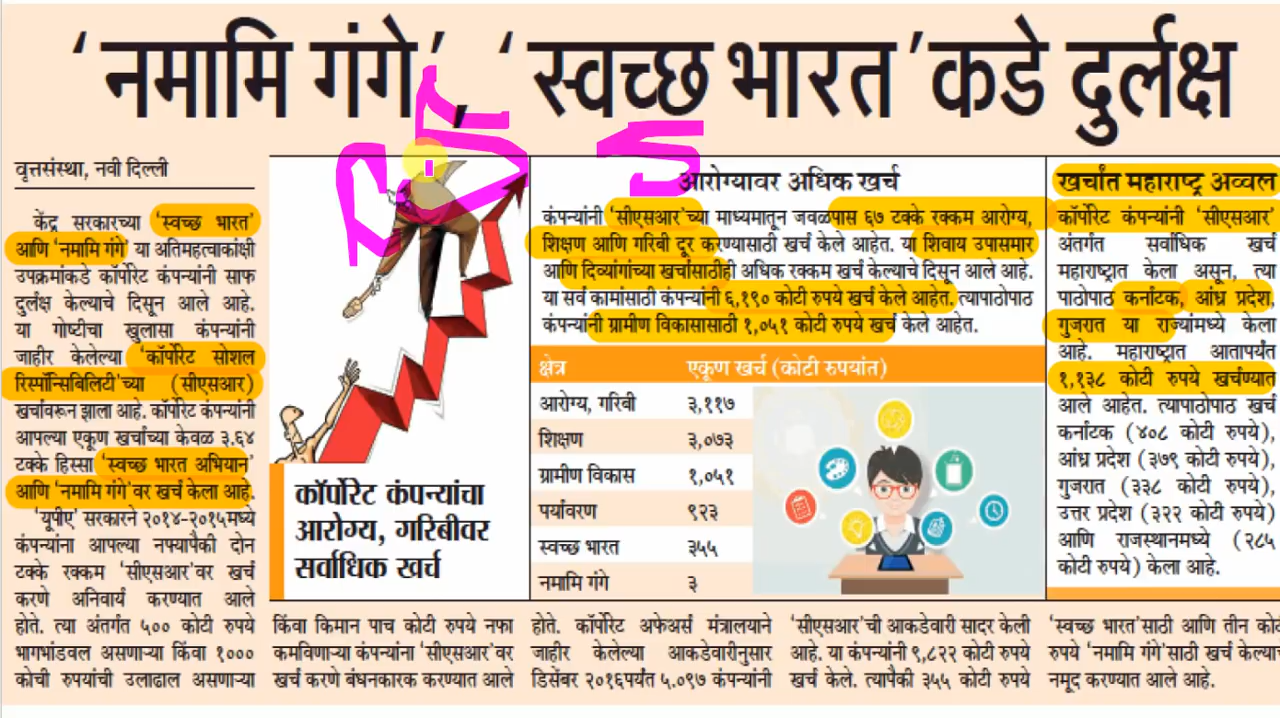 ‘नमामि गंगे’, ‘स्वच्छ भारत’कडे दुर्लक्ष
वृत्तसंस्था, नवी दिल्ली
केंद्र सरकारच्या ‘स्वच्छ भारत’
आणि ‘नमामि गंगे’ या अतिमहत्वाकांक्षी
उपक्रमांकडे कॉर्पोरेट कंपन्यांनी साफ
दुर्लक्ष केल्याचे दिसून आले आहे.
या गोष्टीचा खुलासा कंपन्यांनी
जाहीर केलेल्या ‘कॉर्पोरेट सोशल
रिस्पॉन्सिबिलिटी’च्या (सीएसआर)
खर्चावरून झाला आहे. कॉर्पोरेट कंपन्यांनी
आपल्या एकूण खर्चाच्या केवळ ३.६४
टक्के हिस्सा ‘स्वच्छ भारत अभियान’
आणि ‘नमामि गंगे’वर खर्च केला आहे.
‘यूपीए’ सरकारने २०१४-२०१५मध्ये
कंपन्यांना आपल्या नफ्यापैकी दोन
टक्के रक्कम ‘सीएसआर’वर खर्च
करणे अनिवार्य करण्यात आले
होते. त्या अंतर्गत ५०० कोटी रुपये
भागभांडवल असणाऱ्या किंवा १०००
कोची रुपयांची उलाढाल असणाऱ्या
कॉर्पोरेट कंपन्यांचा
आरोग्य, गरिबीवर
सर्वाधिक खर्च
किंवा किमान पाच कोटी रुपये नफा
कमविणाऱ्या कंपन्यांना ‘सीएसआर’वर
खर्च करणे बंधनकारक करण्यात आले
CSR
आरोग्यावर अधिक खर्च
कंपन्यांनी ‘सीएसआर’च्या माध्यमातून जवळपास ६७ टक्के रक्कम आरोग्य,
शिक्षण आणि गरिबी दूर करण्यासाठी खर्च केले आहेत. या शिवाय उपासमार
आणि दिव्यांगांच्या खर्चासाठीही अधिक रक्कम खर्च केल्याचे दिसून आले आहे.
या सर्व कामांसाठी कंपन्यांनी ६,१९० कोटी रुपये खर्च केले आहेत. त्यापाठोपाठ
कंपन्यांनी ग्रामीण विकासासाठी १,०५१ कोटी रुपये खर्च केले आहेत.
क्षेत्र एकूण खर्च (कोटी रुपयांत)
आरोग्य, गरिबी ३,११७
शिक्षण ३,०७३
ग्रामीण विकास १,०५१
पर्यावरण ९२३
स्वच्छ भारत ३५५
नमामि गंगे ३
होते. कॉर्पोरेट अफेअर्स मंत्रालयाने
जाहीर केलेल्या आकडेवारीनुसार
डिसेंबर २०१६पर्यंत ५.०९७ कंपन्यांनी
‘सीएसआर’ची आकडेवारी सादर केली
आहे. या कंपन्यांनी ९,८२२ कोटी रुपये
खर्च केले. त्यापैकी ३५५ कोटी रुपये
खर्चात महाराष्ट्र अव्वल
कॉर्पोरेट कंपन्यांनी ‘सीएसआर’
अंतर्गत सर्वाधिक खर्च
महाराष्ट्रात केला असून, त्या
पाठोपाठ कर्नाटक, आंध्र प्रदेश,
गुजरात या राज्यांमध्ये केला
आहे. महाराष्ट्रात आतापर्यंत
१,१३८ कोटी रुपये खर्चण्यात
आले आहेत. त्यापाठोपाठ खर्च
कर्नाटक (४०८ कोटी रुपये),
आंध्र प्रदेश (३७९ कोटी रुपये),
गुजरात (३३८ कोटी रुपये),
उत्तर प्रदेश (३२२ कोटी रुपये)
आणि राजस्थानमध्ये (२८५
कोटी रुपये) केला आहे.
‘स्वच्छ भारत’साठी आणि तीन
रुपये ‘नमामि गंगे’साठी खर्च
नमूद करण्यात आले आहे.